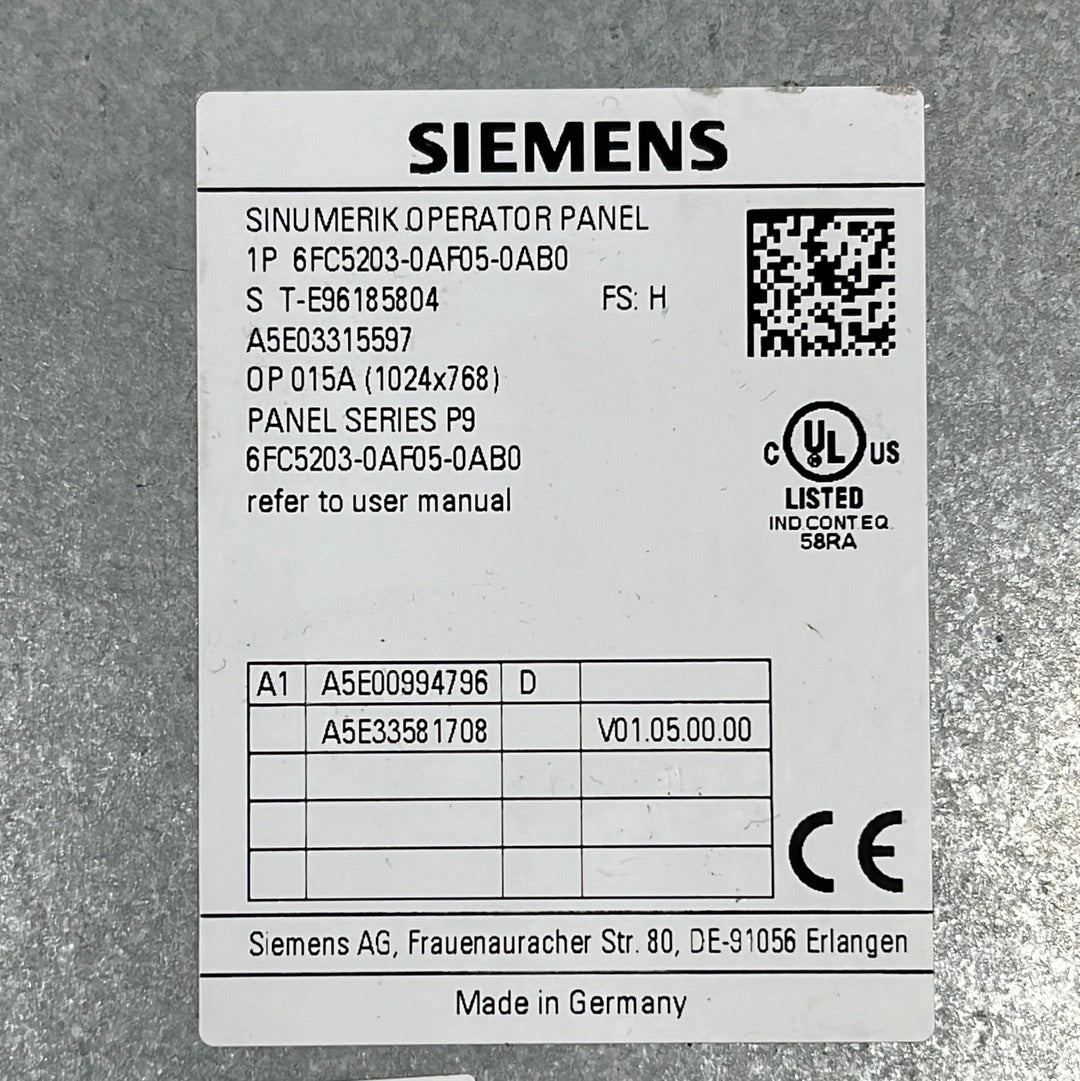 SIEMENS
SINUMERIK OPERATOR PANEL
1P 6FC5203-0AF05-0AB0
S T-E96185804 FS: H
A5E03315597
OP 015A (1024x768)
PANEL SERIES P9
6FC5203-0AF05-0AB0
refer to user manual
C UL US
LISTED
IND.CONT.EQ.
58RA
A1 A5E00994796 D
A5E33581708 V01.05.00.00
CE
Siemens AG, Frauenauracher Str. 80, DE-91056 Erlangen
Made in Germany